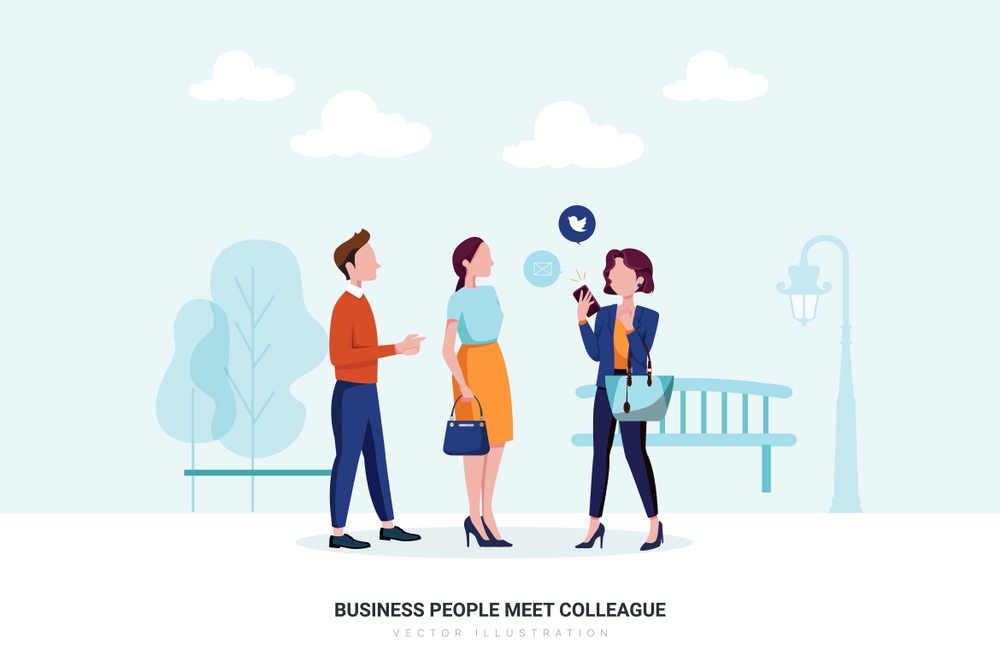 BUSINESS PEOPLE MEET COLLEAGUE
VECTOR ILLUSTRATION